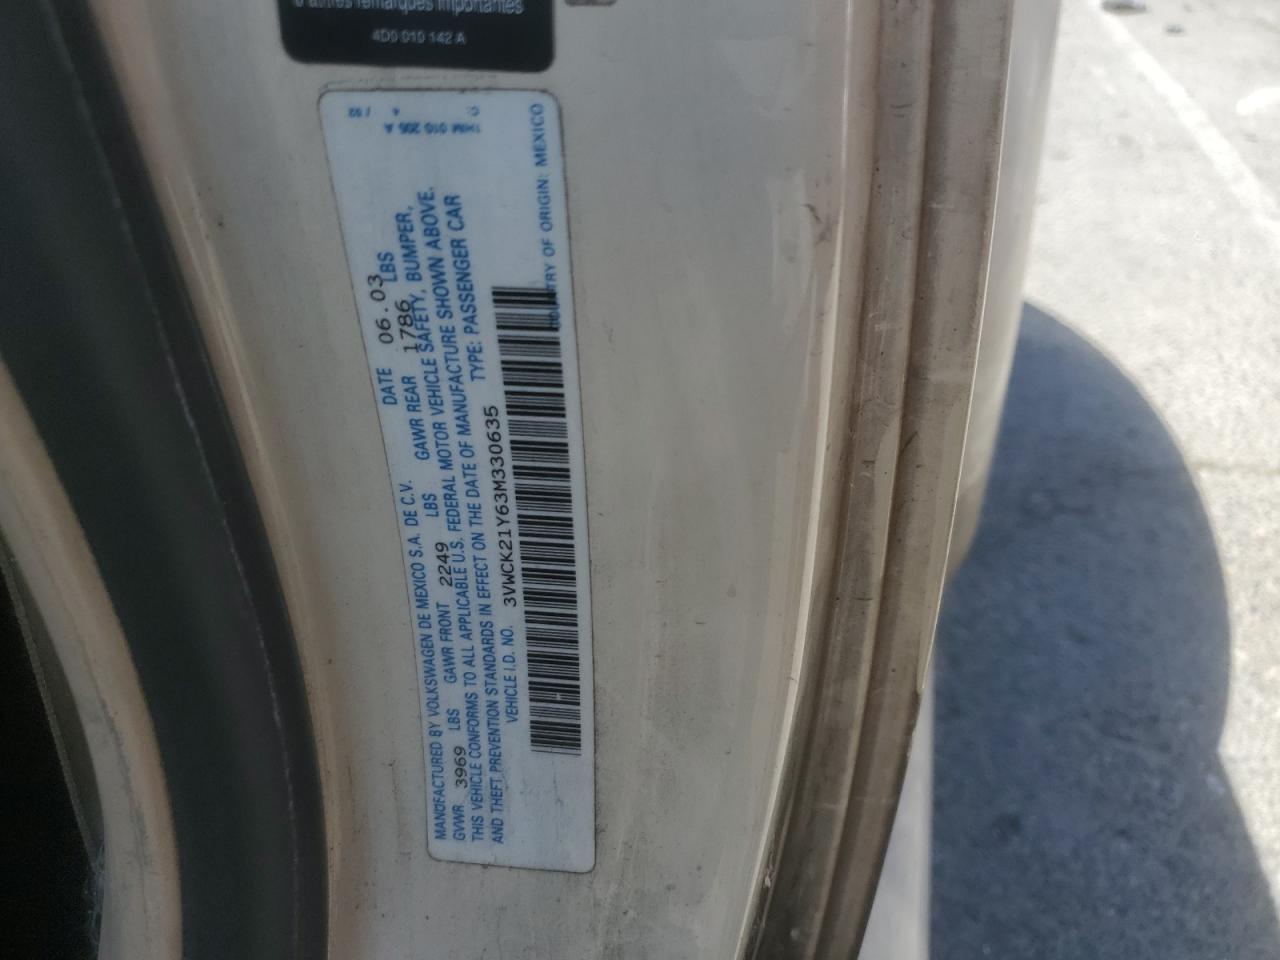 d'autres remarques importantes
4D0 010 142 A
MANUFACTURED BY VOLKSWAGEN DE MEXICO S.A. DE C.V. DATE 06.03
GVWR 3969 LBS GAWR FRONT 2249 LBS GAWR REAR 1786 LBS
THIS VEHICLE CONFORMS TO ALL APPLICABLE U.S. FEDERAL MOTOR VEHICLE SAFETY, BUMPER,
AND THEFT PREVENTION STANDARDS IN EFFECT ON THE DATE OF MANUFACTURE SHOWN ABOVE.
VEHICLE I.D. NO. 3VWCK21Y63M330635 TYPE: PASSENGER CAR
COUNTRY OF ORIGIN: MEXICO